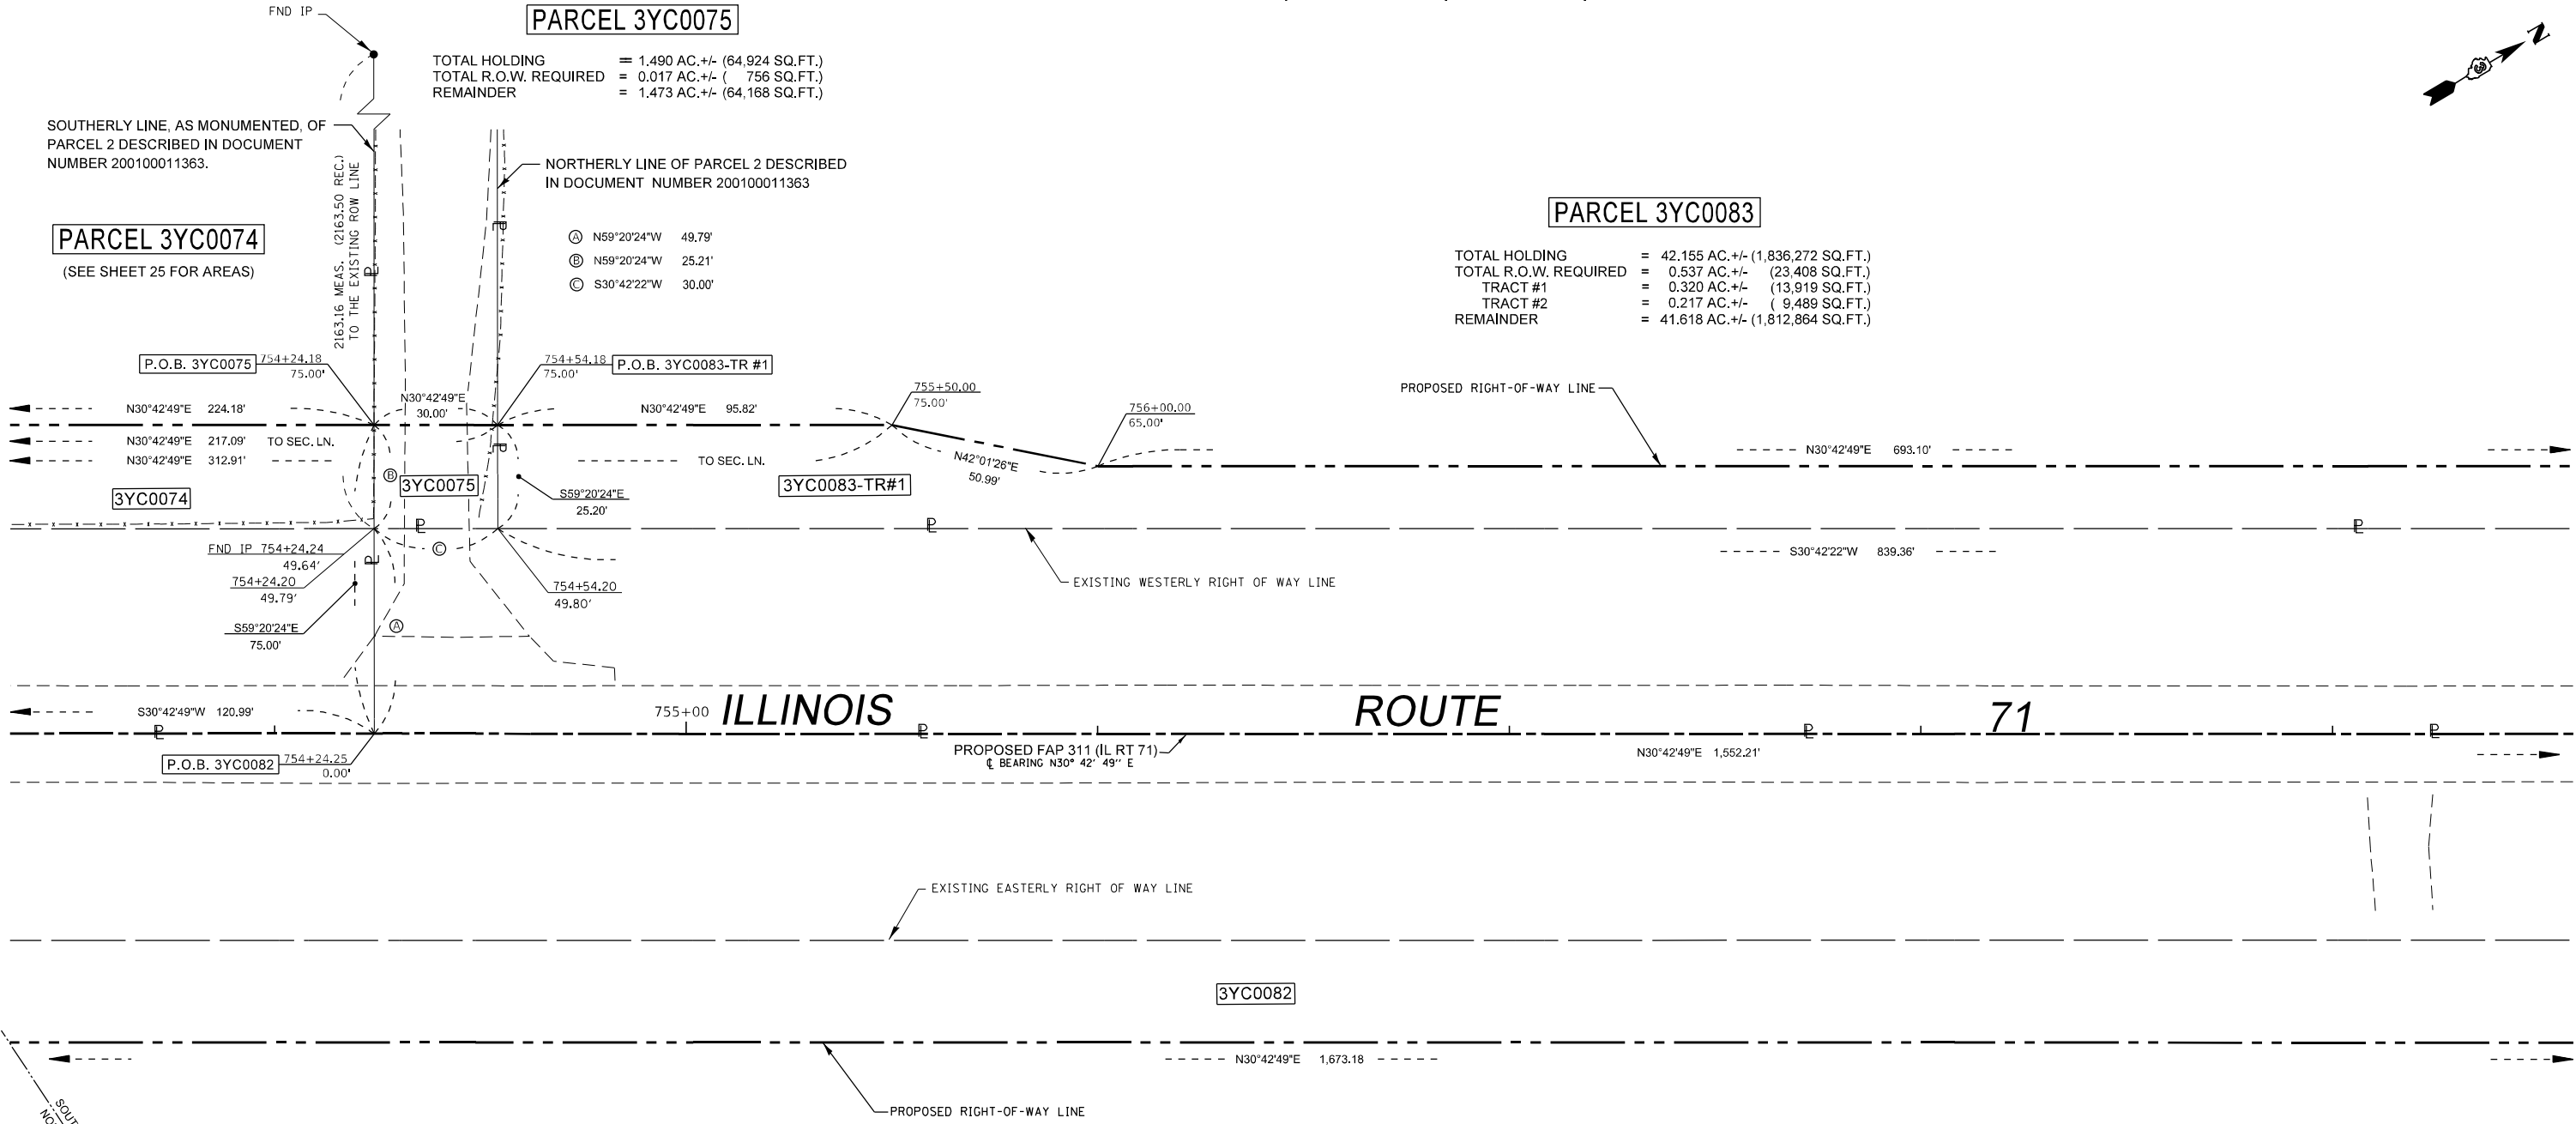 FND IP
PARCEL 3YC0075
TOTAL HOLDING = 1.490 AC.+/- (64,924 SQ.FT.)
TOTAL R.O.W. REQUIRED = 0.017 AC.+/- ( 756 SQ.FT.)
REMAINDER = 1.473 AC.+/- (64,168 SQ.FT.)
N
3
SOUTHERLY LINE, AS MONUMENTED, OF
PARCEL 2 DESCRIBED IN DOCUMENT
NUMBER 200100011363.
2163.16 MEAS. (2163.50 REC.)
TO THE EXISTING ROW LINE
NORTHERLY LINE OF PARCEL 2 DESCRIBED
IN DOCUMENT NUMBER 200100011363
PARCEL 3YC0074
(SEE SHEET 25 FOR AREAS)
A N59°20'24"W 49.79'
B N59°20'24"W 25.21'
C S30°42'22"W 30.00'
PARCEL 3YC0083
TOTAL HOLDING = 42.155 AC.+/- (1,836,272 SQ.FT.)
TOTAL R.O.W. REQUIRED = 0.537 AC.+/- (23,408 SQ.FT.)
TRACT #1 = 0.320 AC.+/- (13,919 SQ.FT.)
TRACT #2 = 0.217 AC.+/- ( 9,489 SQ.FT.)
REMAINDER = 41.618 AC.+/- (1,812,864 SQ.FT.)
P.O.B. 3YC0075 754+24.18
75.00'
754+54.18 P.O.B. 3YC0083-TR #1
75.00'
N30°42'49"E 224.18'
N30°42'49"E
30.00'
N30°42'49"E 95.82'
755+50.00
75.00'
756+00.00
65.00'
PROPOSED RIGHT-OF-WAY LINE
N30°42'49"E 217.09' TO SEC. LN.
N30°42'49"E 312.91'
TO SEC. LN.
N42°01'26"E
50.99'
N30°42'49"E 693.10'
3YC0074
B
3YC0075
S59°20'24"E
25.20'
3YC0083-TR#1
PL
PL
PL
PL
PL
PL
PL
C
FND IP 754+24.24
49.64'
754+24.20
49.79'
754+54.20
49.80'
S59°20'24"E
75.00'
A
EXISTING WESTERLY RIGHT OF WAY LINE
S30°42'22"W 839.36'
S30°42'49"W 120.99'
755+00
ILLINOIS ROUTE 71
PL
PL
PL
PL
P.O.B. 3YC0082 754+24.25
0.00'
PROPOSED FAP 311 (IL RT 71)
℄ BEARING N30° 42' 49'' E
N30°42'49"E 1,552.21'
EXISTING EASTERLY RIGHT OF WAY LINE
3YC0082
N30°42'49"E 1,673.18
PROPOSED RIGHT-OF-WAY LINE